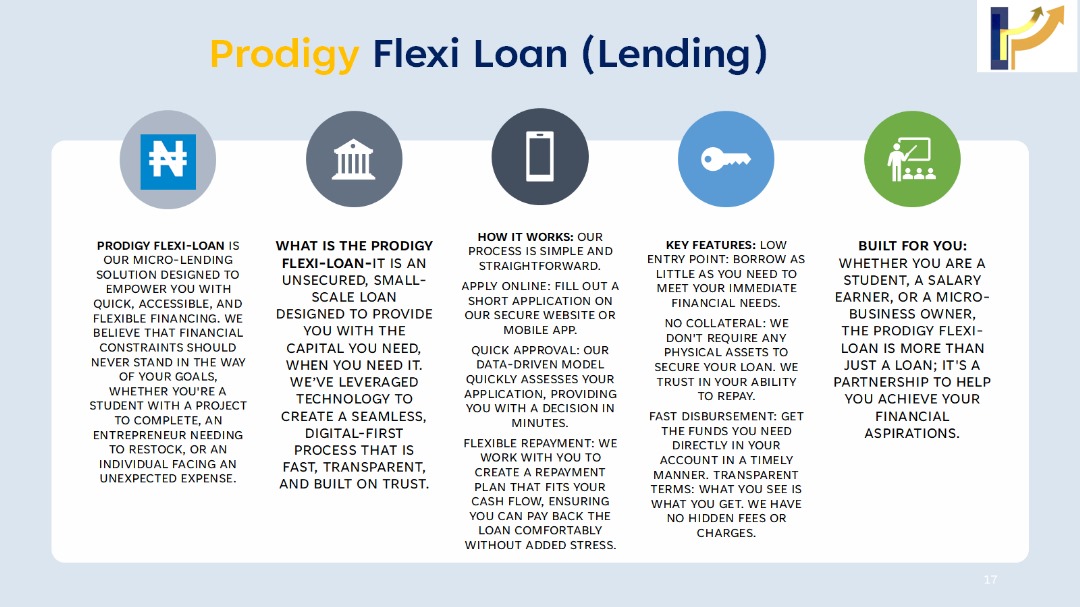 Prodigy Flexi Loan (Lending)
PRODIGY FLEXI-LOAN IS
OUR MICRO-LENDING
SOLUTION DESIGNED TO
EMPOWER YOU WITH
QUICK, ACCESSIBLE, AND
FLEXIBLE FINANCING. WE
BELIEVE THAT FINANCIAL
CONSTRAINTS SHOULD
NEVER STAND IN THE WAY
OF YOUR GOALS,
WHETHER YOU'RE A
STUDENT WITH A PROJECT
TO COMPLETE, AN
ENTREPRENEUR NEEDING
TO RESTOCK, OR AN
INDIVIDUAL FACING AN
UNEXPECTED EXPENSE.
WHAT IS THE PRODIGY
FLEXI-LOAN-IT IS AN
UNSECURED, SMALL-
SCALE LOAN
DESIGNED TO PROVIDE
YOU WITH THE
CAPITAL YOU NEED,
WHEN YOU NEED IT.
WE'VE LEVERAGED
TECHNOLOGY TO
CREATE A SEAMLESS,
DIGITAL-FIRST
PROCESS THAT IS
FAST, TRANSPARENT,
AND BUILT ON TRUST.
HOW IT WORKS: OUR
PROCESS IS SIMPLE AND
STRAIGHTFORWARD.
APPLY ONLINE: FILL OUT A
SHORT APPLICATION ON
OUR SECURE WEBSITE OR
MOBILE APP.
QUICK APPROVAL: OUR
DATA-DRIVEN MODEL
QUICKLY ASSESSES YOUR
APPLICATION, PROVIDING
YOU WITH A DECISION IN
MINUTES.
FLEXIBLE REPAYMENT: WE
WORK WITH YOU TO
CREATE A REPAYMENT
PLAN THAT FITS YOUR
CASH FLOW, ENSURING
YOU CAN PAY BACK THE
LOAN COMFORTABLY
WITHOUT ADDED STRESS.
KEY FEATURES: LOW
ENTRY POINT: BORROW AS
LITTLE AS YOU NEED TO
MEET YOUR IMMEDIATE
FINANCIAL NEEDS.
NO COLLATERAL: WE
DON'T REQUIRE ANY
PHYSICAL ASSETS TO
SECURE YOUR LOAN. WE
TRUST IN YOUR ABILITY
TO REPAY.
FAST DISBURSEMENT: GET
THE FUNDS YOU NEED
DIRECTLY IN YOUR
ACCOUNT IN A TIMELY
MANNER. TRANSPARENT
TERMS: WHAT YOU SEE IS
WHAT YOU GET. WE HAVE
NO HIDDEN FEES OR
CHARGES.
BUILT FOR YOU:
WHETHER YOU ARE A
STUDENT, A SALARY
EARNER, OR A MICRO-
BUSINESS OWNER,
THE PRODIGY FLEXI-
LOAN IS MORE THAN
JUST A LOAN; IT'S A
PARTNERSHIP TO HELP
YOU ACHIEVE YOUR
FINANCIAL
ASPIRATIONS.
17